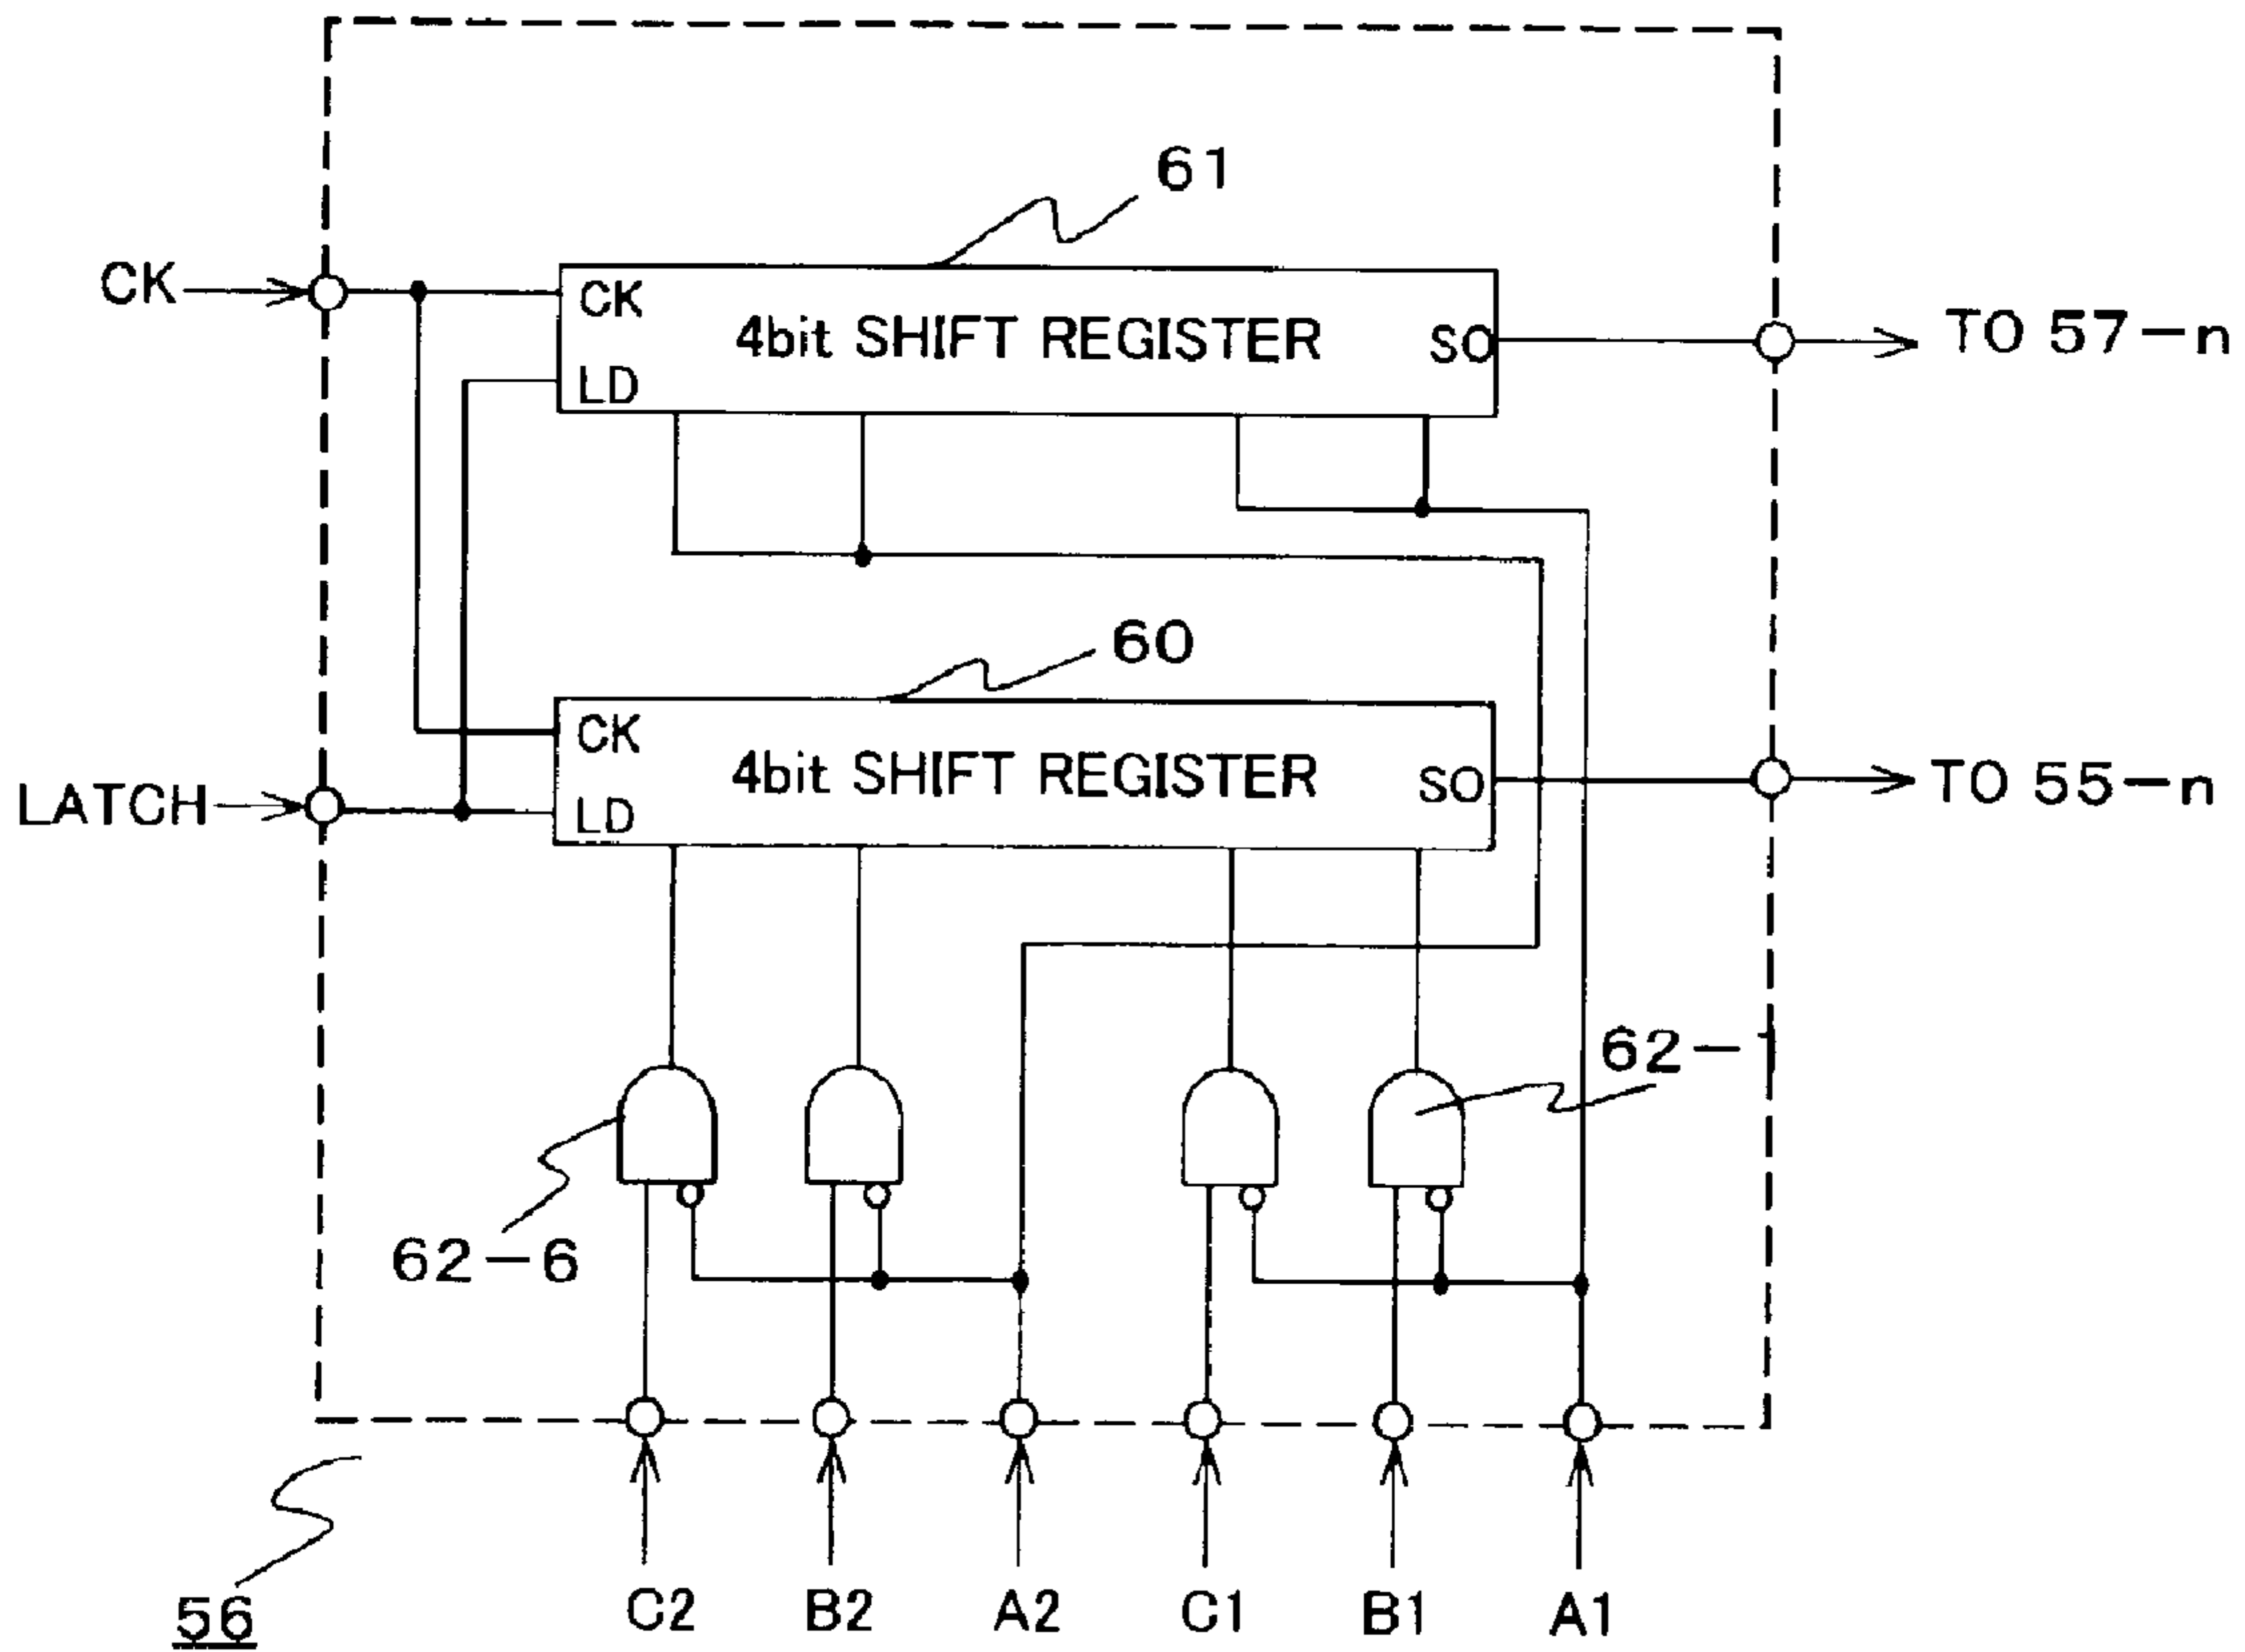 61
CK
CK
4bit SHIFT REGISTER
SO
TO 57-n
LD
60
CK
4bit SHIFT REGISTER
SO
TO 55-n
LATCH
LD
62-1
62-6
C2
B2
A2
C1
B1
A1
56